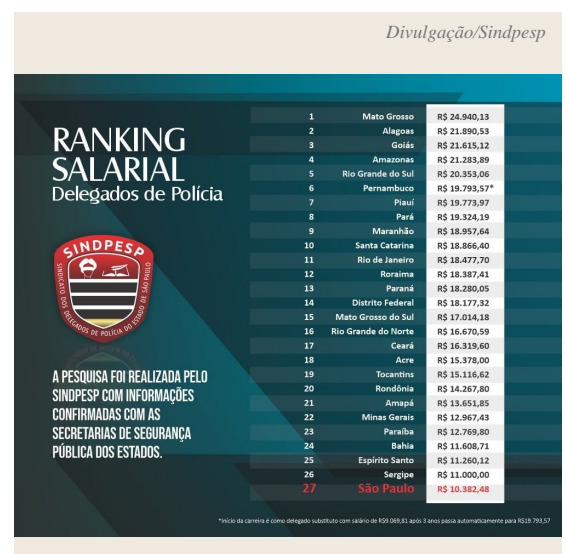 Divulgação/Sindpesp
RANKING
SALARIAL
Delegados de Polícia
SINDPESP
SINDICATO DOS DELEGADOS DE POLÍCIA DO ESTADO DE SÃO PAULO
A PESQUISA FOI REALIZADA PELO
SINDPESP COM INFORMAÇÕES
CONFIRMADAS COM AS
SECRETARIAS DE SEGURANÇA
PÚBLICA DOS ESTADOS.
1 Mato Grosso R$ 24.940,13
2 Alagoas R$ 21.890,53
3 Goiás R$ 21.615,12
4 Amazonas R$ 21.283,89
5 Rio Grande do Sul R$ 20.353,06
6 Pernambuco R$ 19.793,57*
7 Piauí R$ 19.773,97
8 Pará R$ 19.324,19
9 Maranhão R$ 18.957,64
10 Santa Catarina R$ 18.866,40
11 Rio de Janeiro R$ 18.477,70
12 Roraima R$ 18.387,41
13 Paraná R$ 18.280,05
14 Distrito Federal R$ 18.177,32
15 Mato Grosso do Sul R$ 17.014,18
16 Rio Grande do Norte R$ 16.670,59
17 Ceará R$ 16.319,60
18 Acre R$ 15.378,00
19 Tocantins R$ 15.116,62
20 Rondônia R$ 14.267,80
21 Amapá R$ 13.651,85
22 Minas Gerais R$ 12.967,43
23 Paraíba R$ 12.769,80
24 Bahia R$ 11.608,71
25 Espírito Santo R$ 11.260,12
26 Sergipe R$ 11.000,00
27 São Paulo R$ 10.382,48
*Início da carreira é como delegado substituto com salário de R$9.069,81 após 3 anos passa automaticamente para R$19.793,57